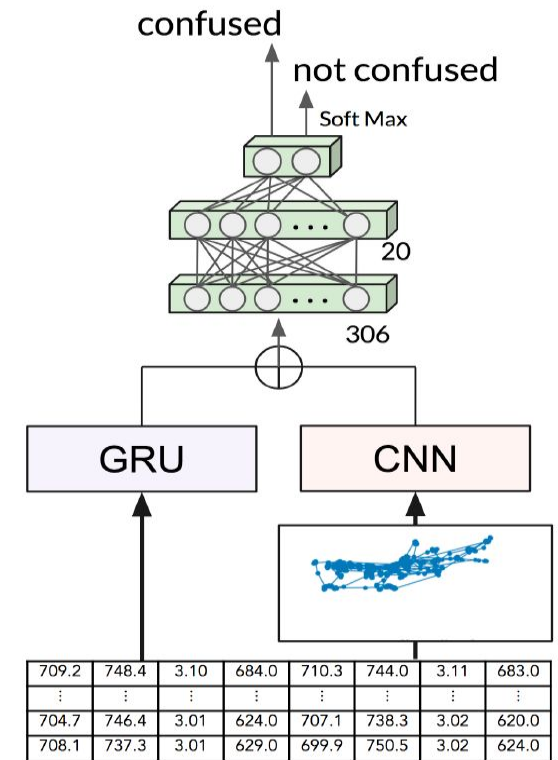 confused
not confused
Soft Max
20
306
GRU
CNN
709.2 748.4 3.10 684.0 710.3 744.0 3.11 683.0
⋮ ⋮ ⋮ ⋮ ⋮ ⋮ ⋮ ⋮
704.7 746.4 3.01 624.0 707.1 738.3 3.02 620.0
708.1 737.3 3.01 629.0 699.9 750.5 3.02 624.0